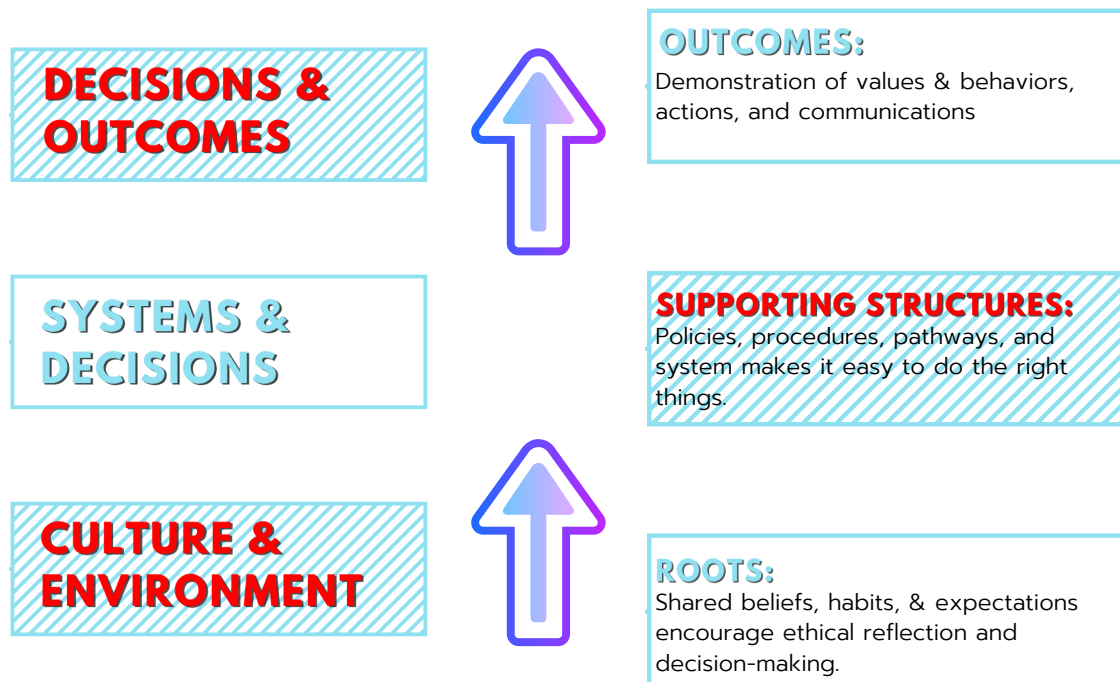 DECISIONS &
OUTCOMES
OUTCOMES:
Demonstration of values & behaviors,
actions, and communications
SYSTEMS &
DECISIONS
SUPPORTING STRUCTURES:
Policies, procedures, pathways, and
system makes it easy to do the right
things.
CULTURE &
ENVIRONMENT
ROOTS:
Shared beliefs, habits, & expectations
encourage ethical reflection and
decision-making.